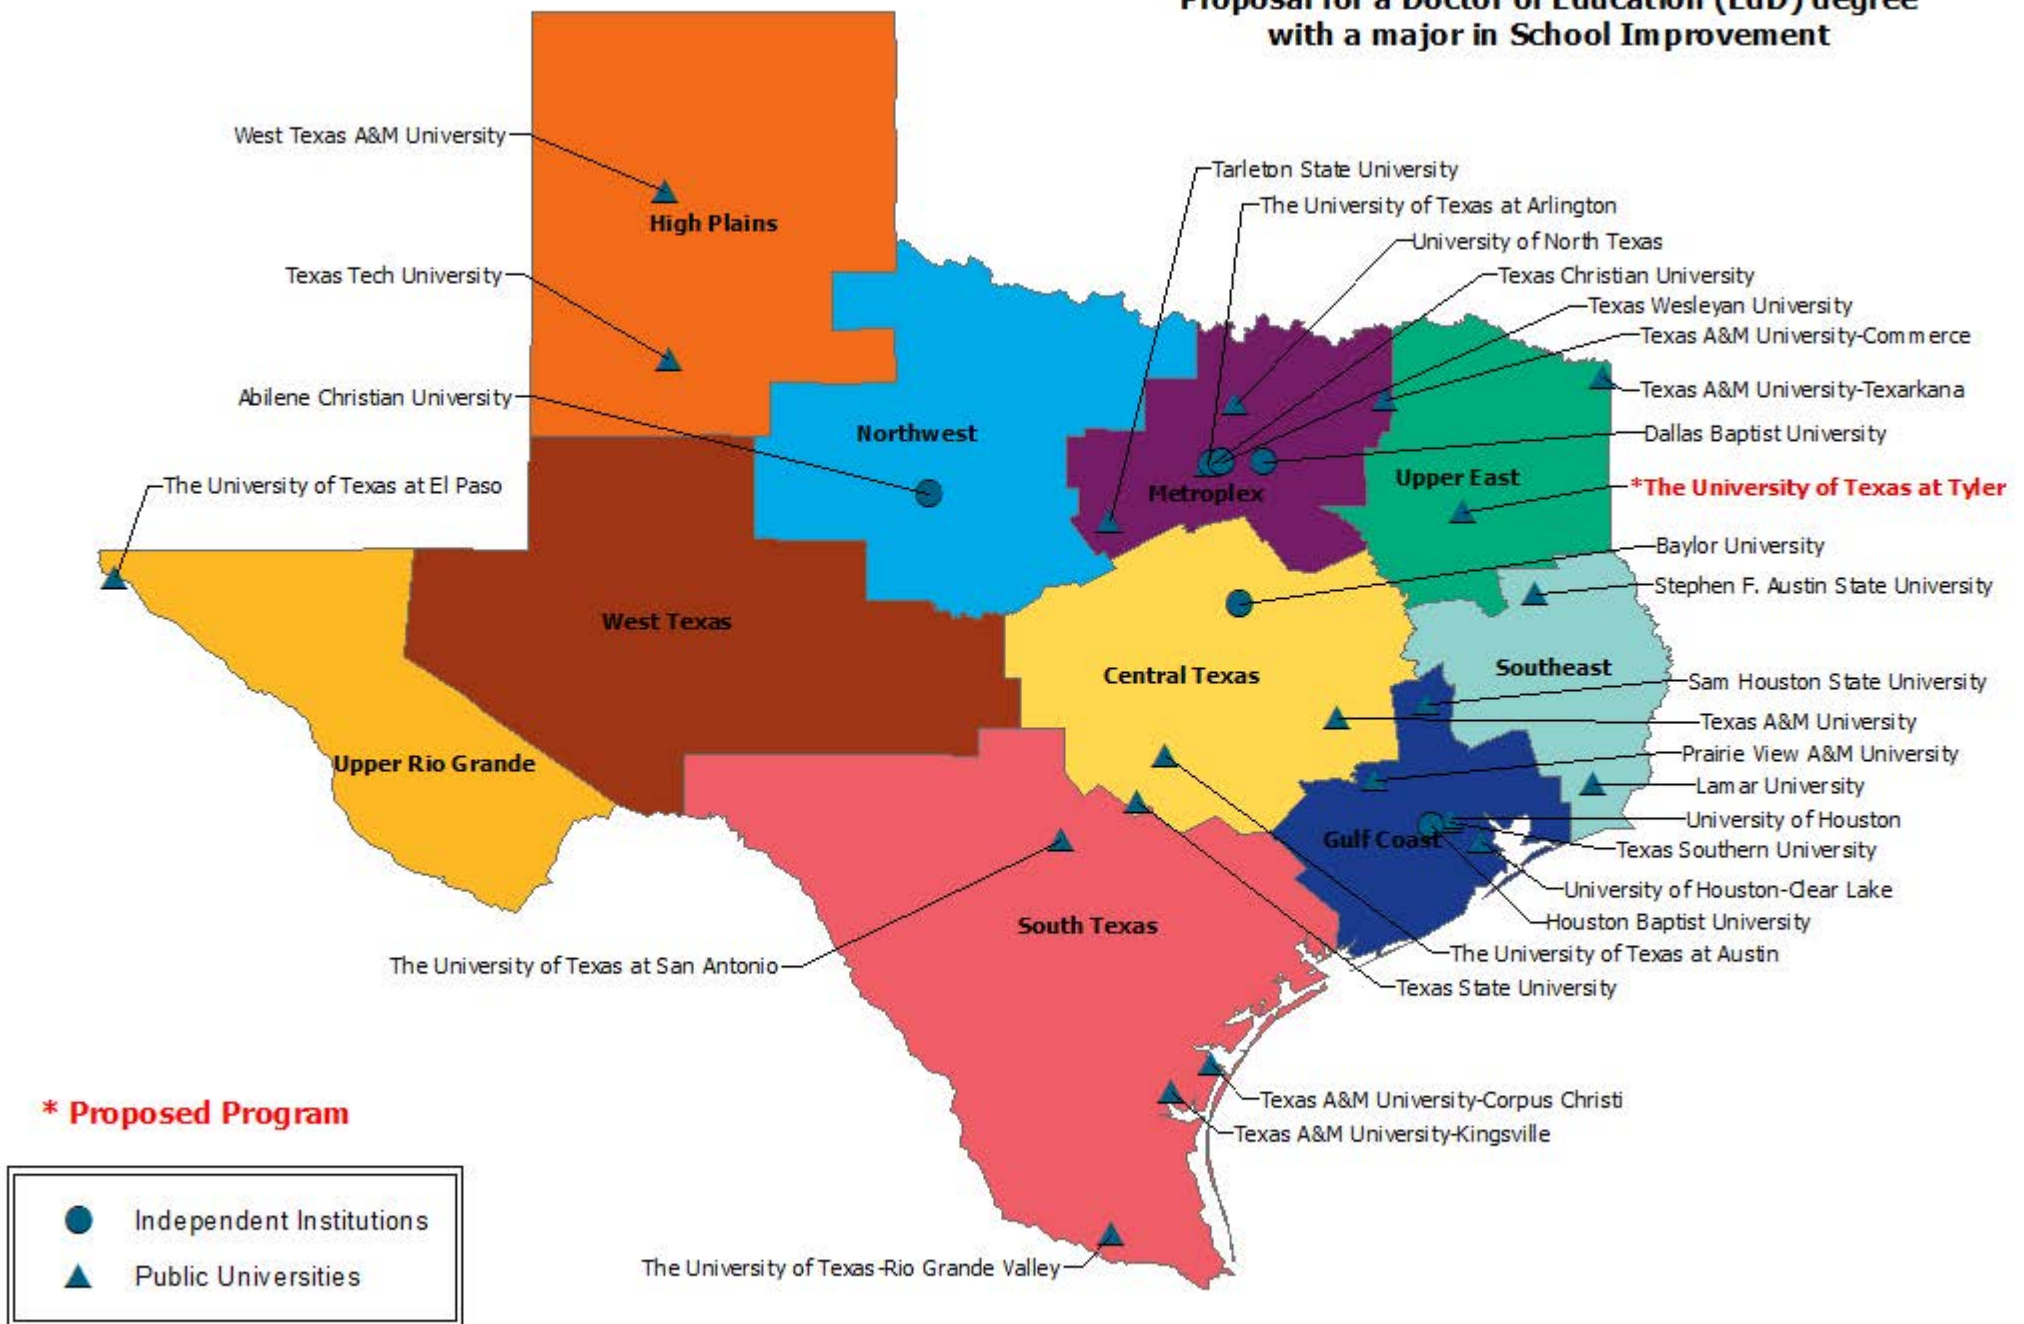 Proposal for a Doctor of Education (EdD) degree
with a major in School Improvement
West Texas A&M University
High Plains
Tarleton State University
The University of Texas at Arlington
University of North Texas
Texas Tech University
Texas Christian University
Texas Wesleyan University
Texas A&M University-Commerce
Texas A&M University-Texarkana
Abilene Christian University
Northwest
Dallas Baptist University
Upper East
The University of Texas at El Paso
*The University of Texas at Tyler
Metroplex
Baylor University
Stephen F. Austin State University
West Texas
Southeast
Central Texas
Sam Houston State University
Texas A&M University
Prairie View A&M University
Upper Rio Grande
Lamar University
University of Houston
Gulf Coast
Texas Southern University
University of Houston-Clear Lake
Houston Baptist University
South Texas
The University of Texas at Austin
The University of Texas at San Antonio
Texas State University
Texas A&M University-Corpus Christi
* Proposed Program
Texas A&M University-Kingsville
Independent Institutions
The University of Texas-Rio Grande Valley
Public Universities